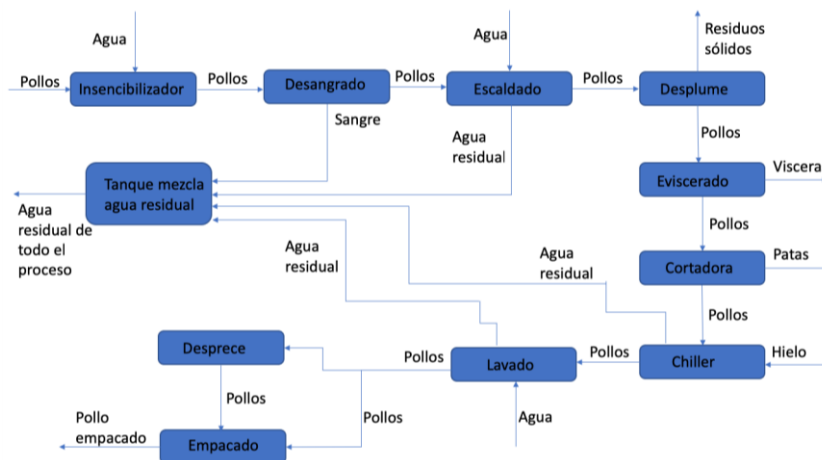 Agua
Agua
Residuos
sólidos
Pollos
Insencibilizador
Pollos
Desangrado
Pollos
Escaldado
Pollos
Desplume
Sangre
Agua
residual
Pollos
Tanque mezcla
agua residual
Eviscerado
Viscera
Agua
residual de
todo el
proceso
Pollos
Agua
residual
Agua
residual
Cortadora
Patas
Pollos
Desprece
Pollos
Lavado
Pollos
Chiller
Hielo
Pollos
Pollos
Agua
Pollo
empacado
Empacado